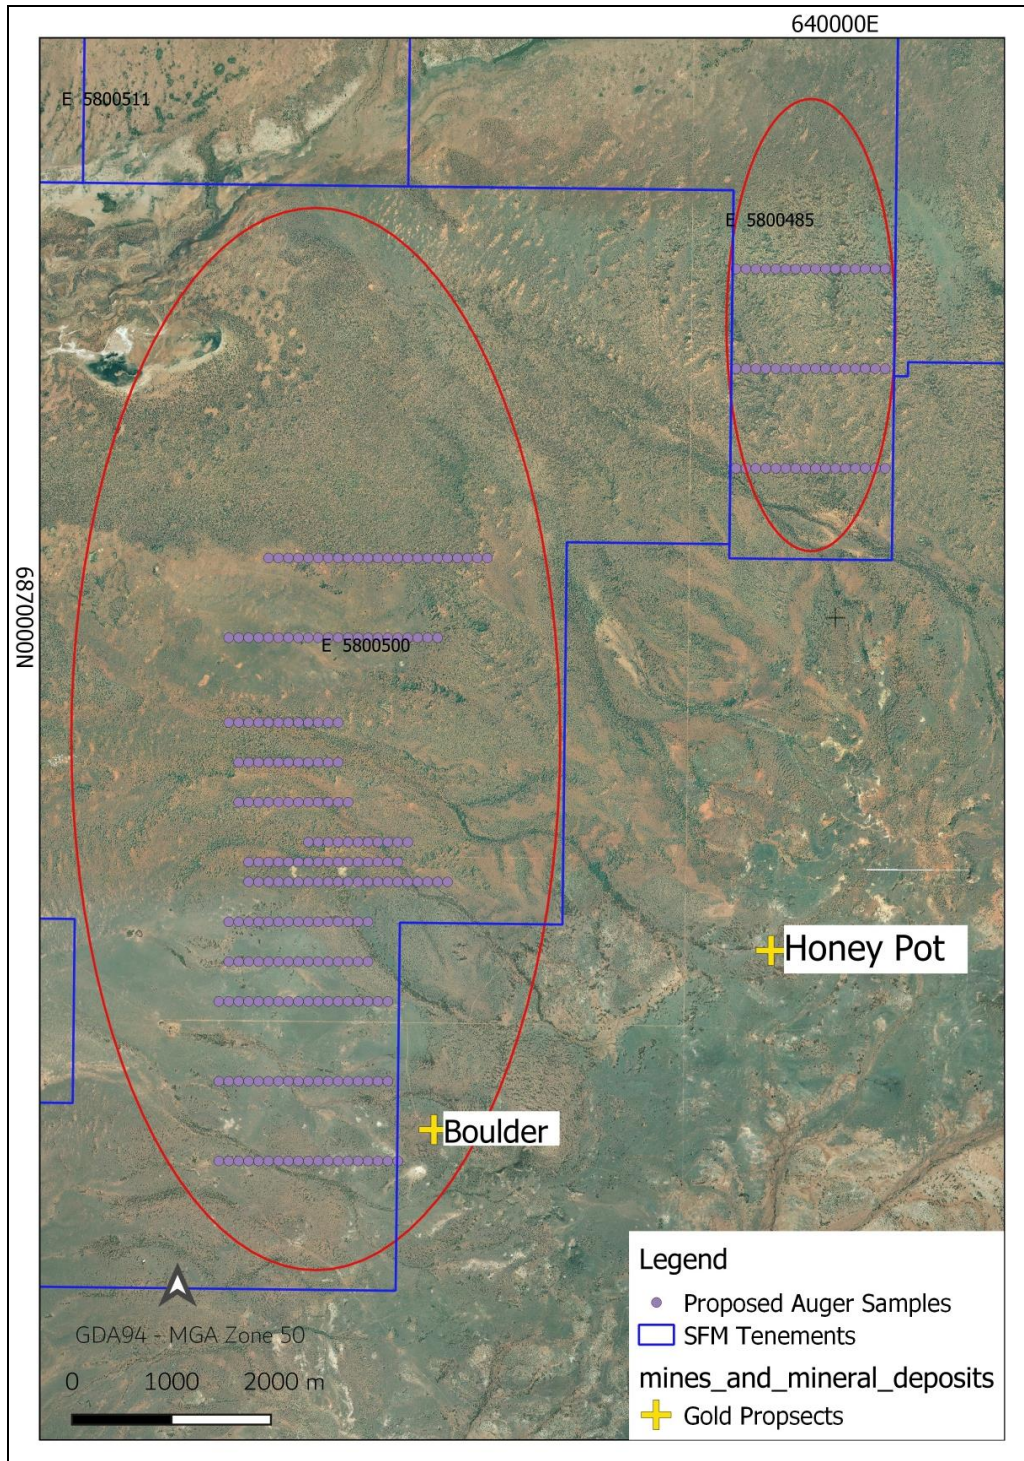 640000E
E 5800511
E 5800485
6870000N
E 5800500
Honey Pot
Boulder
Legend
Proposed Auger Samples
SFM Tenements
mines_and_mineral_deposits
Gold Propsects
GDA94 - MGA Zone 50
0 1000 2000 m